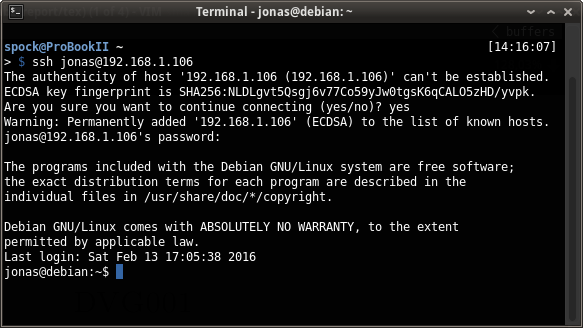 Terminal - jonas@debian: ~
buffers
spock@ProBookII ~ [14:16:07]
> $ ssh jonas@192.168.1.106
The authenticity of host '192.168.1.106 (192.168.1.106)' can't be established.
ECDSA key fingerprint is SHA256:NLDLgvt5Qsgj6v77Co59yJw0tgsK6qCALO5zHD/yvpk.
Are you sure you want to continue connecting (yes/no)? yes
Warning: Permanently added '192.168.1.106' (ECDSA) to the list of known hosts.
jonas@192.168.1.106's password:
The programs included with the Debian GNU/Linux system are free software;
the exact distribution terms for each program are described in the
individual files in /usr/share/doc/*/copyright.
Debian GNU/Linux comes with ABSOLUTELY NO WARRANTY, to the extent
permitted by applicable law.
Last login: Sat Feb 13 17:05:38 2016
jonas@debian:~$